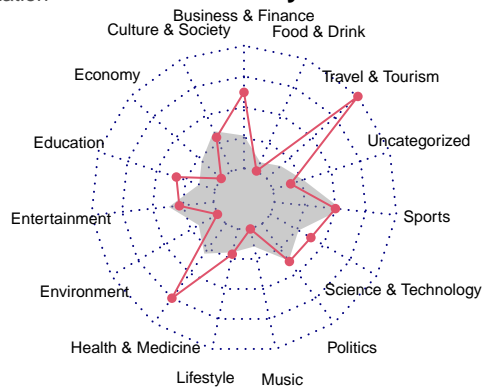 Business & Finance
Culture & Society
Food & Drink
Economy
Travel & Tourism
Education
Uncategorized
Entertainment
Sports
Environment
Science & Technology
Health & Medicine
Politics
Lifestyle
Music